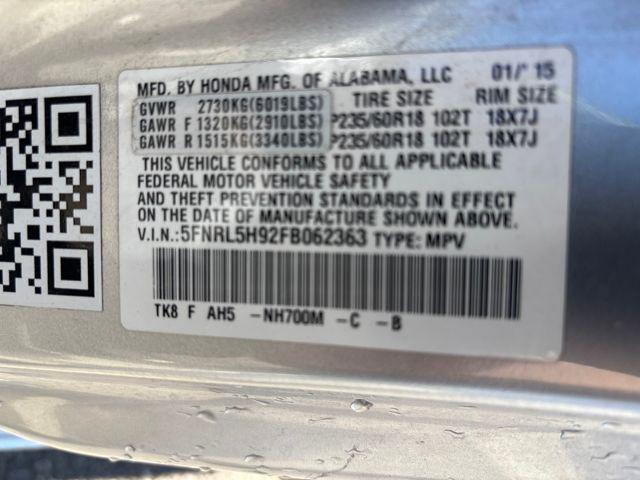 MFD. BY HONDA MFG. OF ALABAMA, LLC 01/'15
GVWR 2730KG(6019LBS) TIRE SIZE RIM SIZE
GAWR F 1320KG(2910LBS) P235/60R18 102T 18X7J
GAWR R 1515KG(3340LBS) P235/60R18 102T 18X7J
THIS VEHICLE CONFORMS TO ALL APPLICABLE
FEDERAL MOTOR VEHICLE SAFETY
AND THEFT PREVENTION STANDARDS IN EFFECT
ON THE DATE OF MANUFACTURE SHOWN ABOVE.
V.I.N.:5FNRL5H92FB062363 TYPE: MPV
TK8 F AH5 -NH700M -C -B